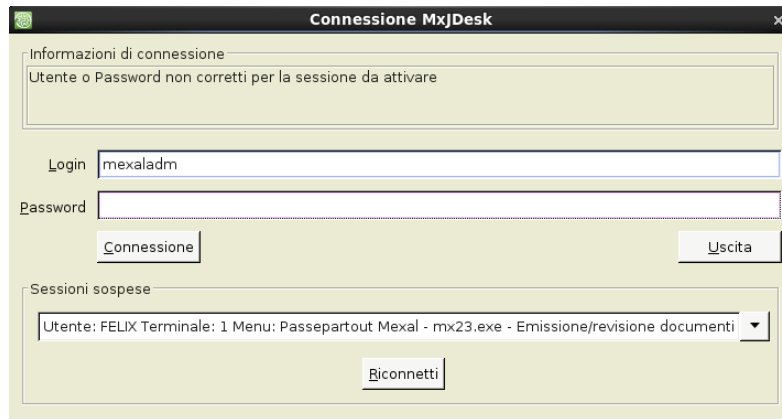 Connessione MxJDesk
Informazioni di connessione
Utente o Password non corretti per la sessione da attivare
Login mexaladm
Password
Connessione Uscita
Sessioni sospese
Utente: FELIX Terminale: 1 Menu: Passepartout Mexal - mx23.exe - Emissione/revisione documenti
Riconnetti